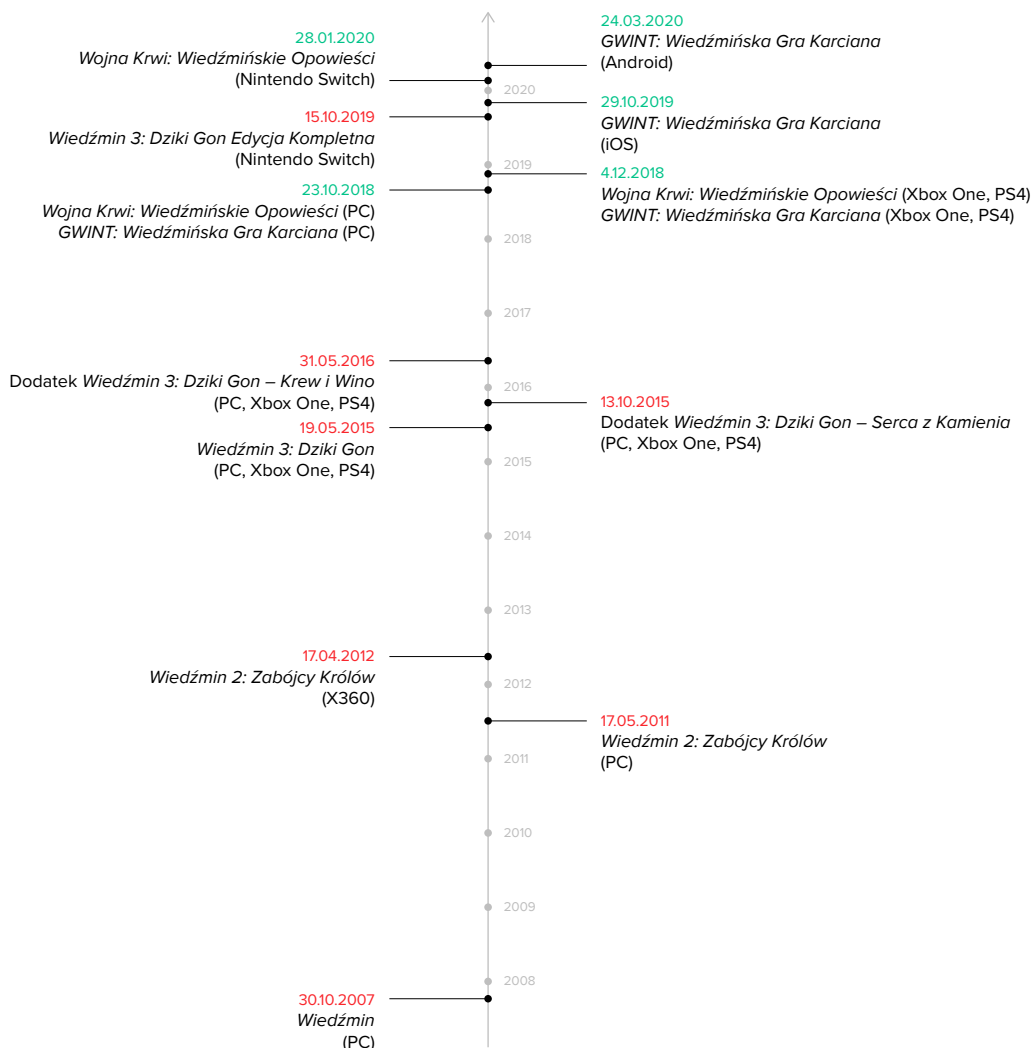 24.03.2020
GWINT: Wiedźmińska Gra Karciana
(Android)
28.01.2020
Wojna Krwi: Wiedźmińskie Opowieści
(Nintendo Switch)
2020
29.10.2019
GWINT: Wiedźmińska Gra Karciana
(iOS)
15.10.2019
Wiedźmin 3: Dziki Gon Edycja Kompletna
(Nintendo Switch)
2019
4.12.2018
Wojna Krwi: Wiedźmińskie Opowieści (Xbox One, PS4)
GWINT: Wiedźmińska Gra Karciana (Xbox One, PS4)
23.10.2018
Wojna Krwi: Wiedźmińskie Opowieści (PC)
GWINT: Wiedźmińska Gra Karciana (PC)
2018
2017
31.05.2016
Dodatek Wiedźmin 3: Dziki Gon – Krew i Wino
(PC, Xbox One, PS4)
2016
13.10.2015
Dodatek Wiedźmin 3: Dziki Gon – Serca z Kamienia
(PC, Xbox One, PS4)
19.05.2015
Wiedźmin 3: Dziki Gon
(PC, Xbox One, PS4)
2015
2014
2013
17.04.2012
Wiedźmin 2: Zabójcy Królów
(X360)
2012
17.05.2011
Wiedźmin 2: Zabójcy Królów
(PC)
2011
2010
2009
2008
30.10.2007
Wiedźmin
(PC)